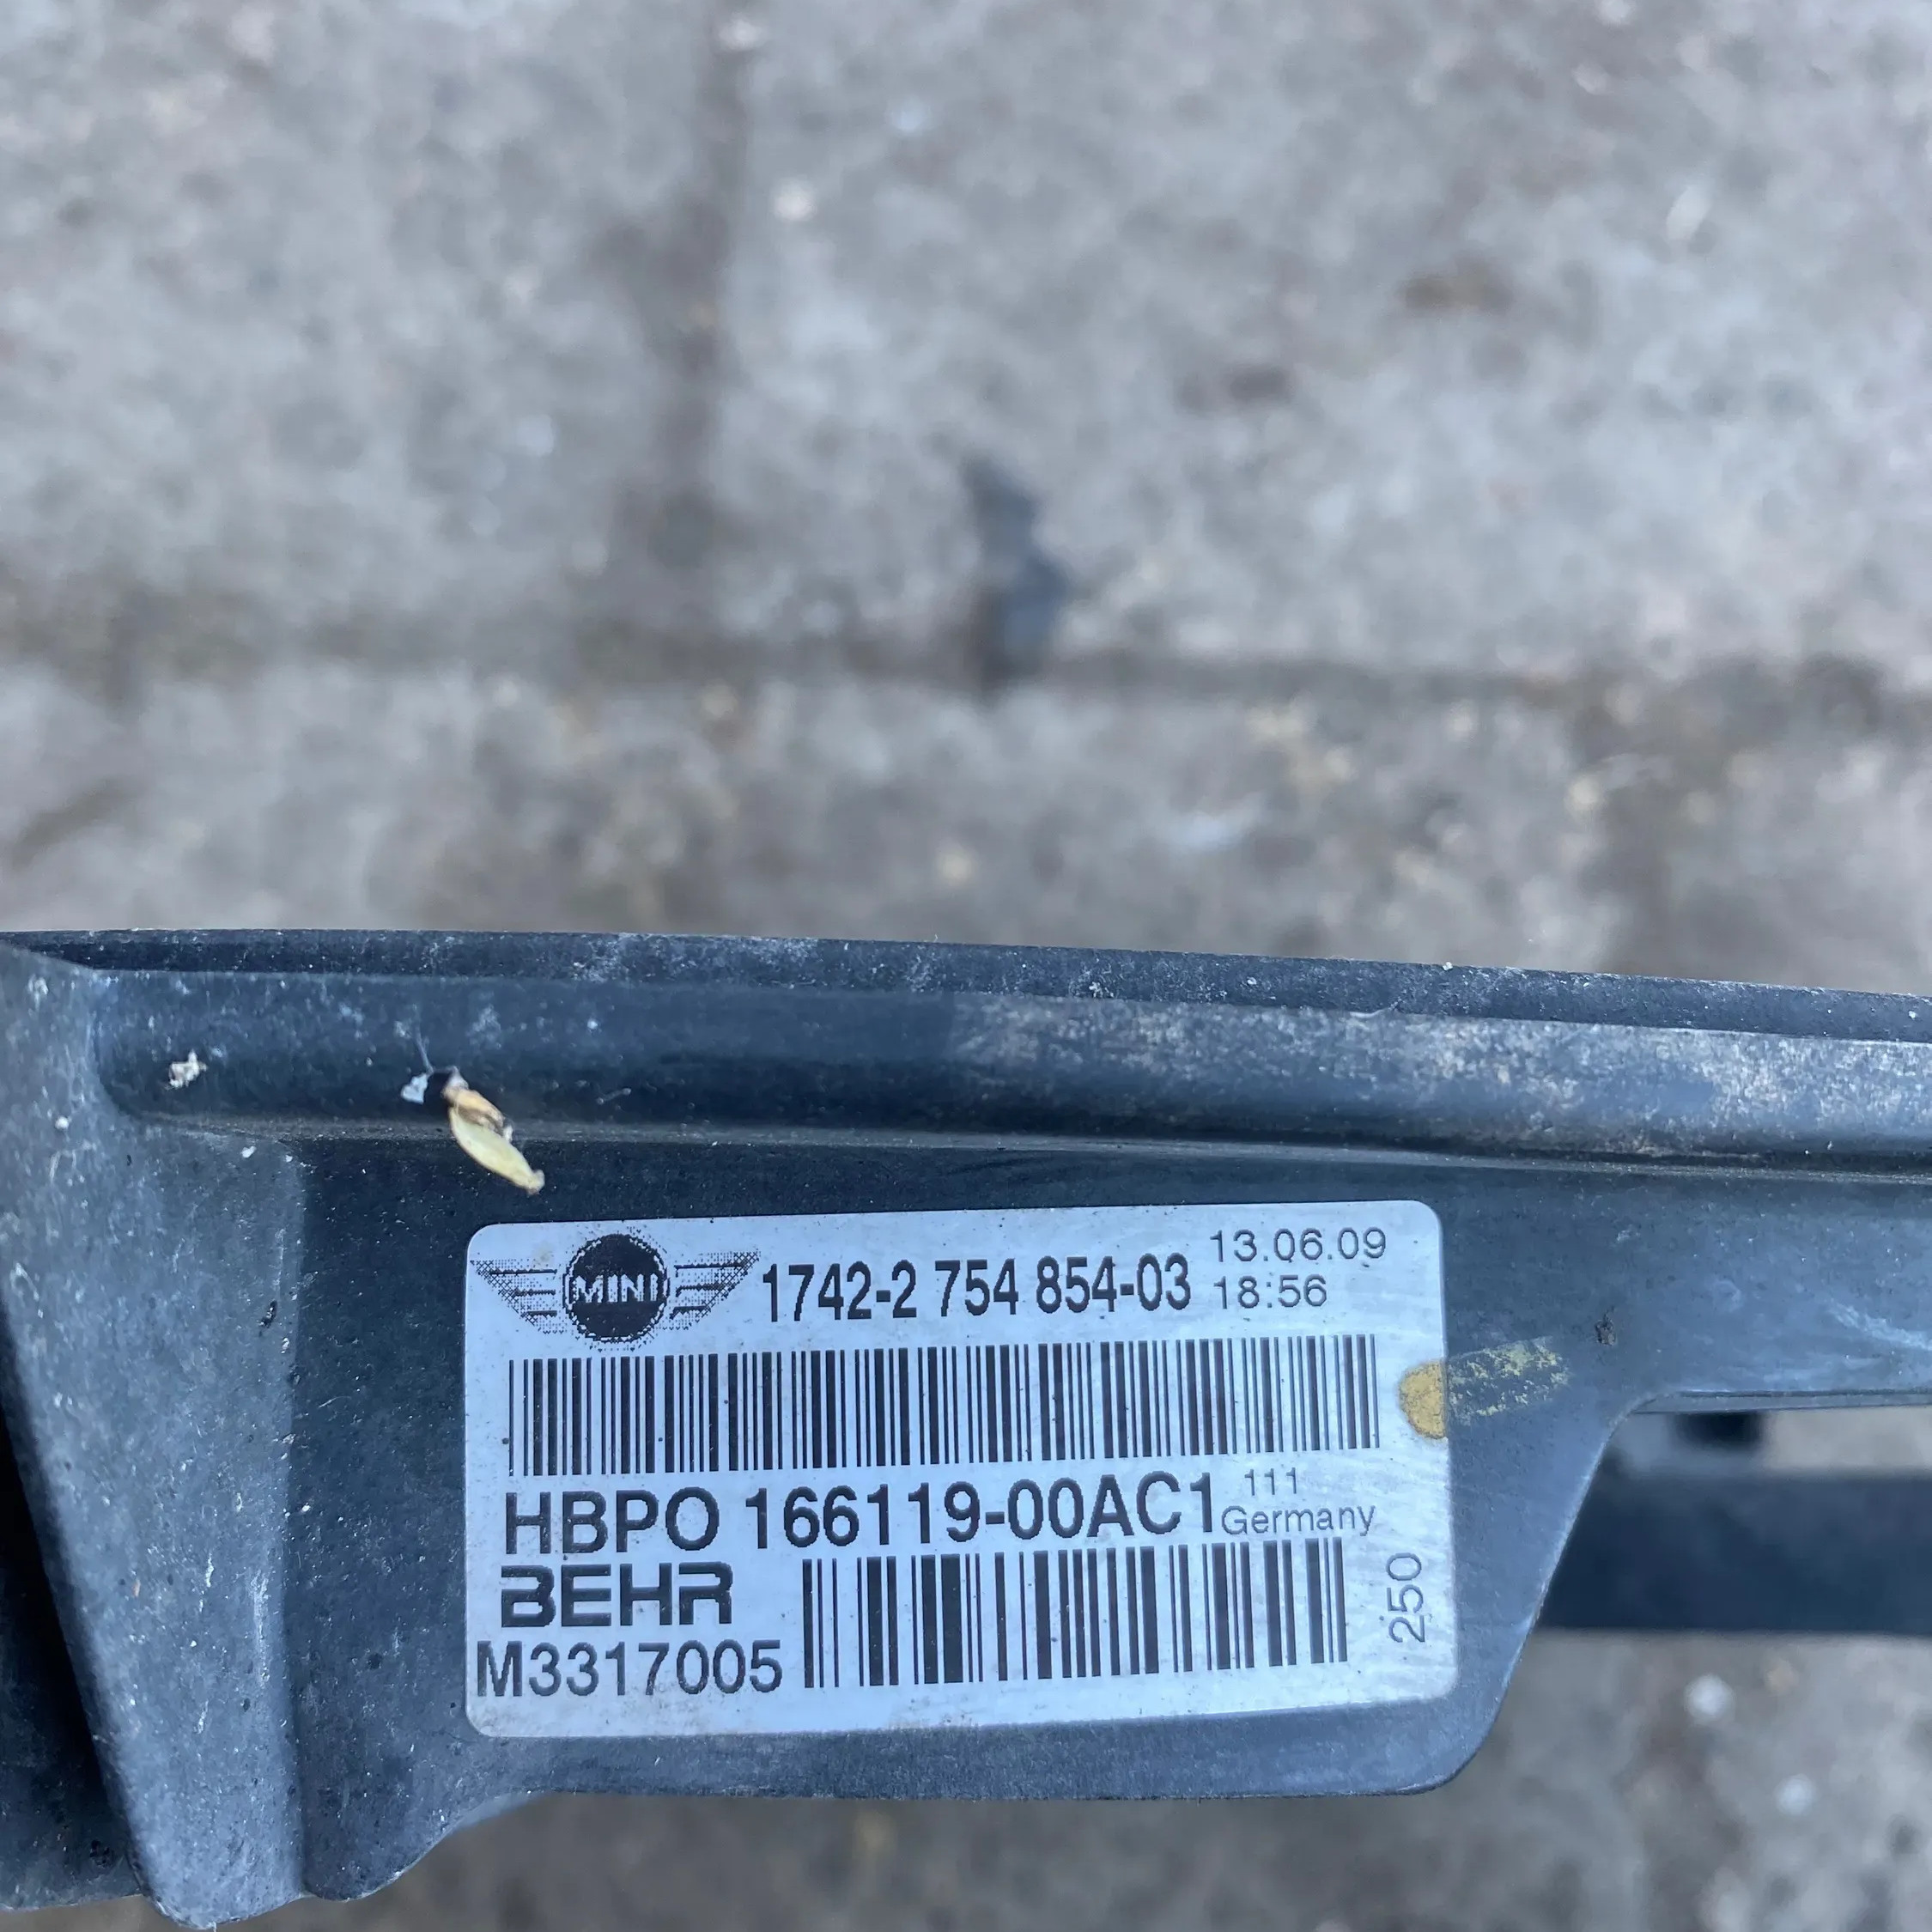 MINI 1742-2 754 854-03 13.06.09
18:56
HBPO 166119-00AC1 111
Germany
BEHR
M3317005
250